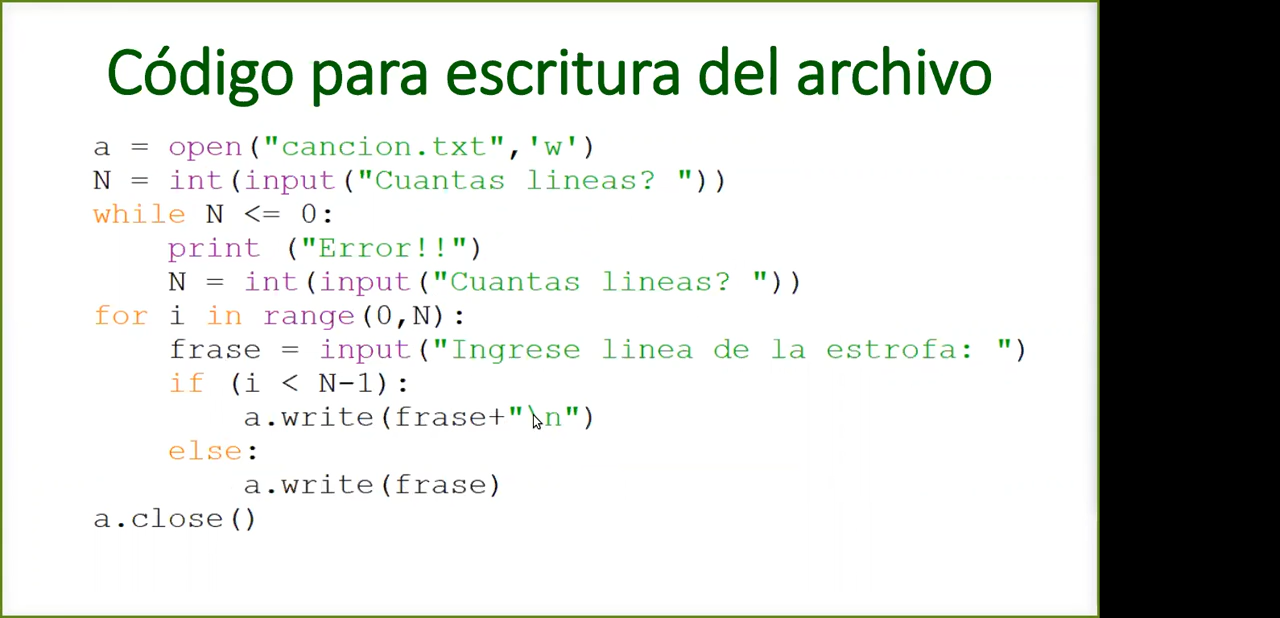 Código para escritura del archivo
a = open("cancion.txt",'w')
N = int(input("Cuantas lineas? "))
while N <= 0:
    print ("Error!!")
    N = int(input("Cuantas lineas? "))
for i in range(0,N):
    frase = input("Ingrese linea de la estrofa: ")
    if (i < N-1):
        a.write(frase+"\n")
    else:
        a.write(frase)
a.close()